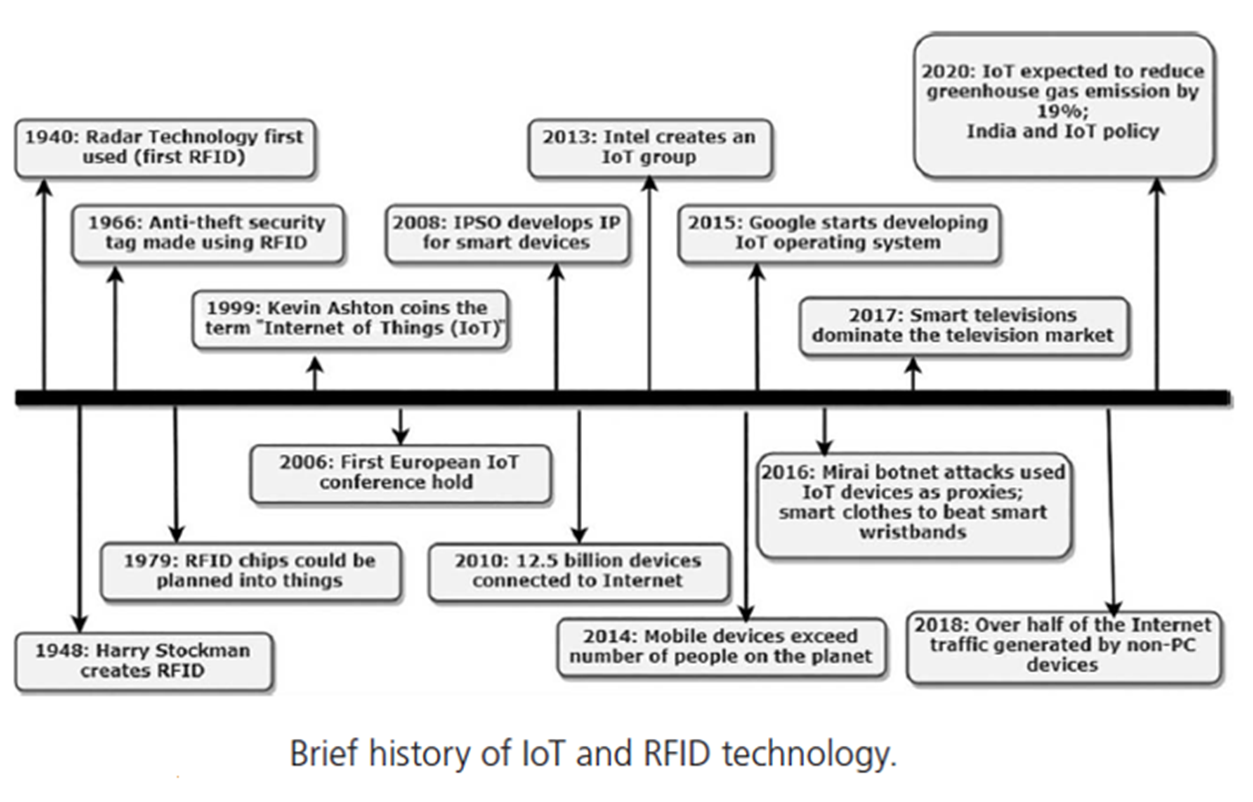 1940: Radar Technology first
used (first RFID)
1948: Harry Stockman
creates RFID
1966: Anti-theft security
tag made using RFID
1979: RFID chips could be
planned into things
1999: Kevin Ashton coins the
term "Internet of Things (IoT)"
2006: First European IoT
conference hold
2008: IPSO develops IP
for smart devices
2010: 12.5 billion devices
connected to Internet
2013: Intel creates an
IoT group
2014: Mobile devices exceed
number of people on the planet
2015: Google starts developing
IoT operating system
2016: Mirai botnet attacks used
IoT devices as proxies;
smart clothes to beat smart
wristbands
2017: Smart televisions
dominate the television market
2018: Over half of the Internet
traffic generated by non-PC
devices
2020: IoT expected to reduce
greenhouse gas emission by
19%;
India and IoT policy
Brief history of IoT and RFID technology.